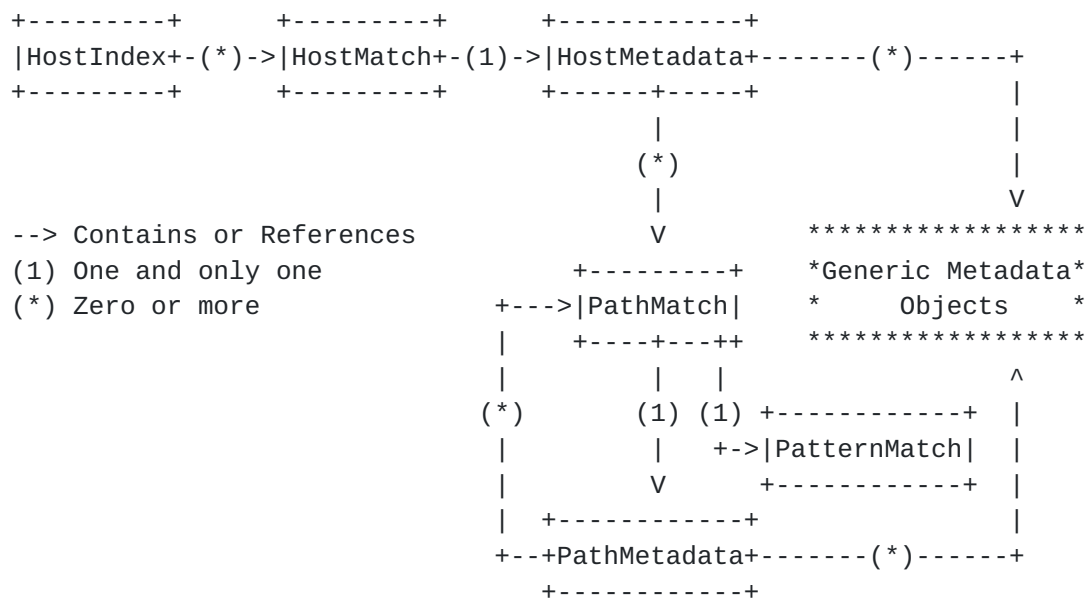 +---------+      +---------+      +------------+
|HostIndex+-(*)->|HostMatch+-(1)->|HostMetadata+-------(*)------+
+---------+      +---------+      +------+-----+                |
                                         |                      |
                                        (*)                     |
                                         |                      V
--> Contains or References               V         ******************
(1) One and only one                +---------+    *Generic Metadata*
(*) Zero or more               +--->|PathMatch|    *     Objects    *
                               |    +----+---++    ******************
                               |         |   |                  ^
                              (*)       (1) (1) +------------+  |
                               |         |   +->|PatternMatch|  |
                               |         V      +------------+  |
                               |  +------------+                |
                               +--+PathMetadata+-------(*)------+
                                  +------------+